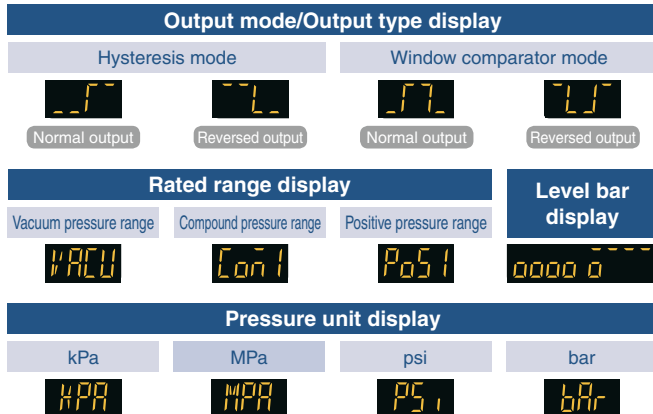 Output mode/Output type display
Hysteresis mode
Window comparator mode
Normal output
Reversed output
Normal output
Reversed output
Rated range display
Level bar
display
Vacuum pressure range
Compound pressure range
Positive pressure range
VACU
Pressure unit display
kPa
MPa
psi
bar
KPA
MPA
PSi
bAr